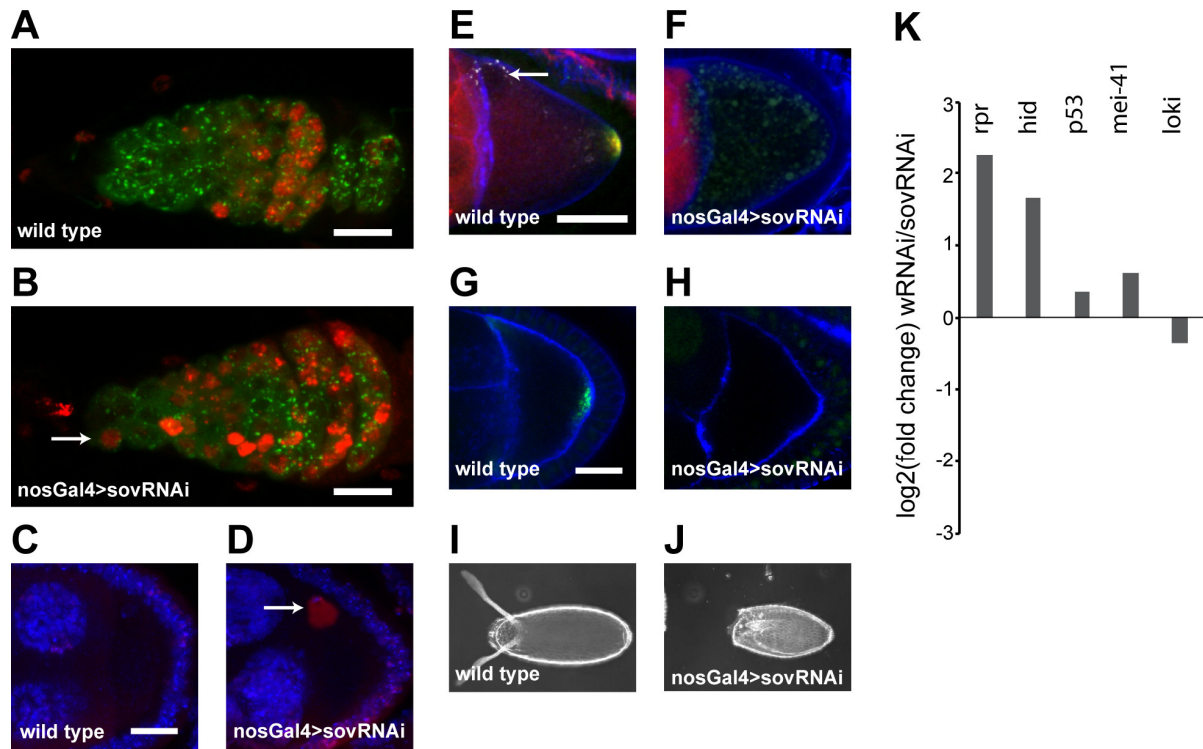 A
wild type
B
nosGal4>sovRNAi
C
wild type
D
nosGal4>sovRNAi
E
wild type
F
nosGal4>sovRNAi
G
wild type
H
nosGal4>sovRNAi
I
wild type
J
nosGal4>sovRNAi
K
log2(fold change) wRNAi/sovRNAi
rpr
hid
p53
mei-41
loki
3
2
1
0
-1
-2
-3